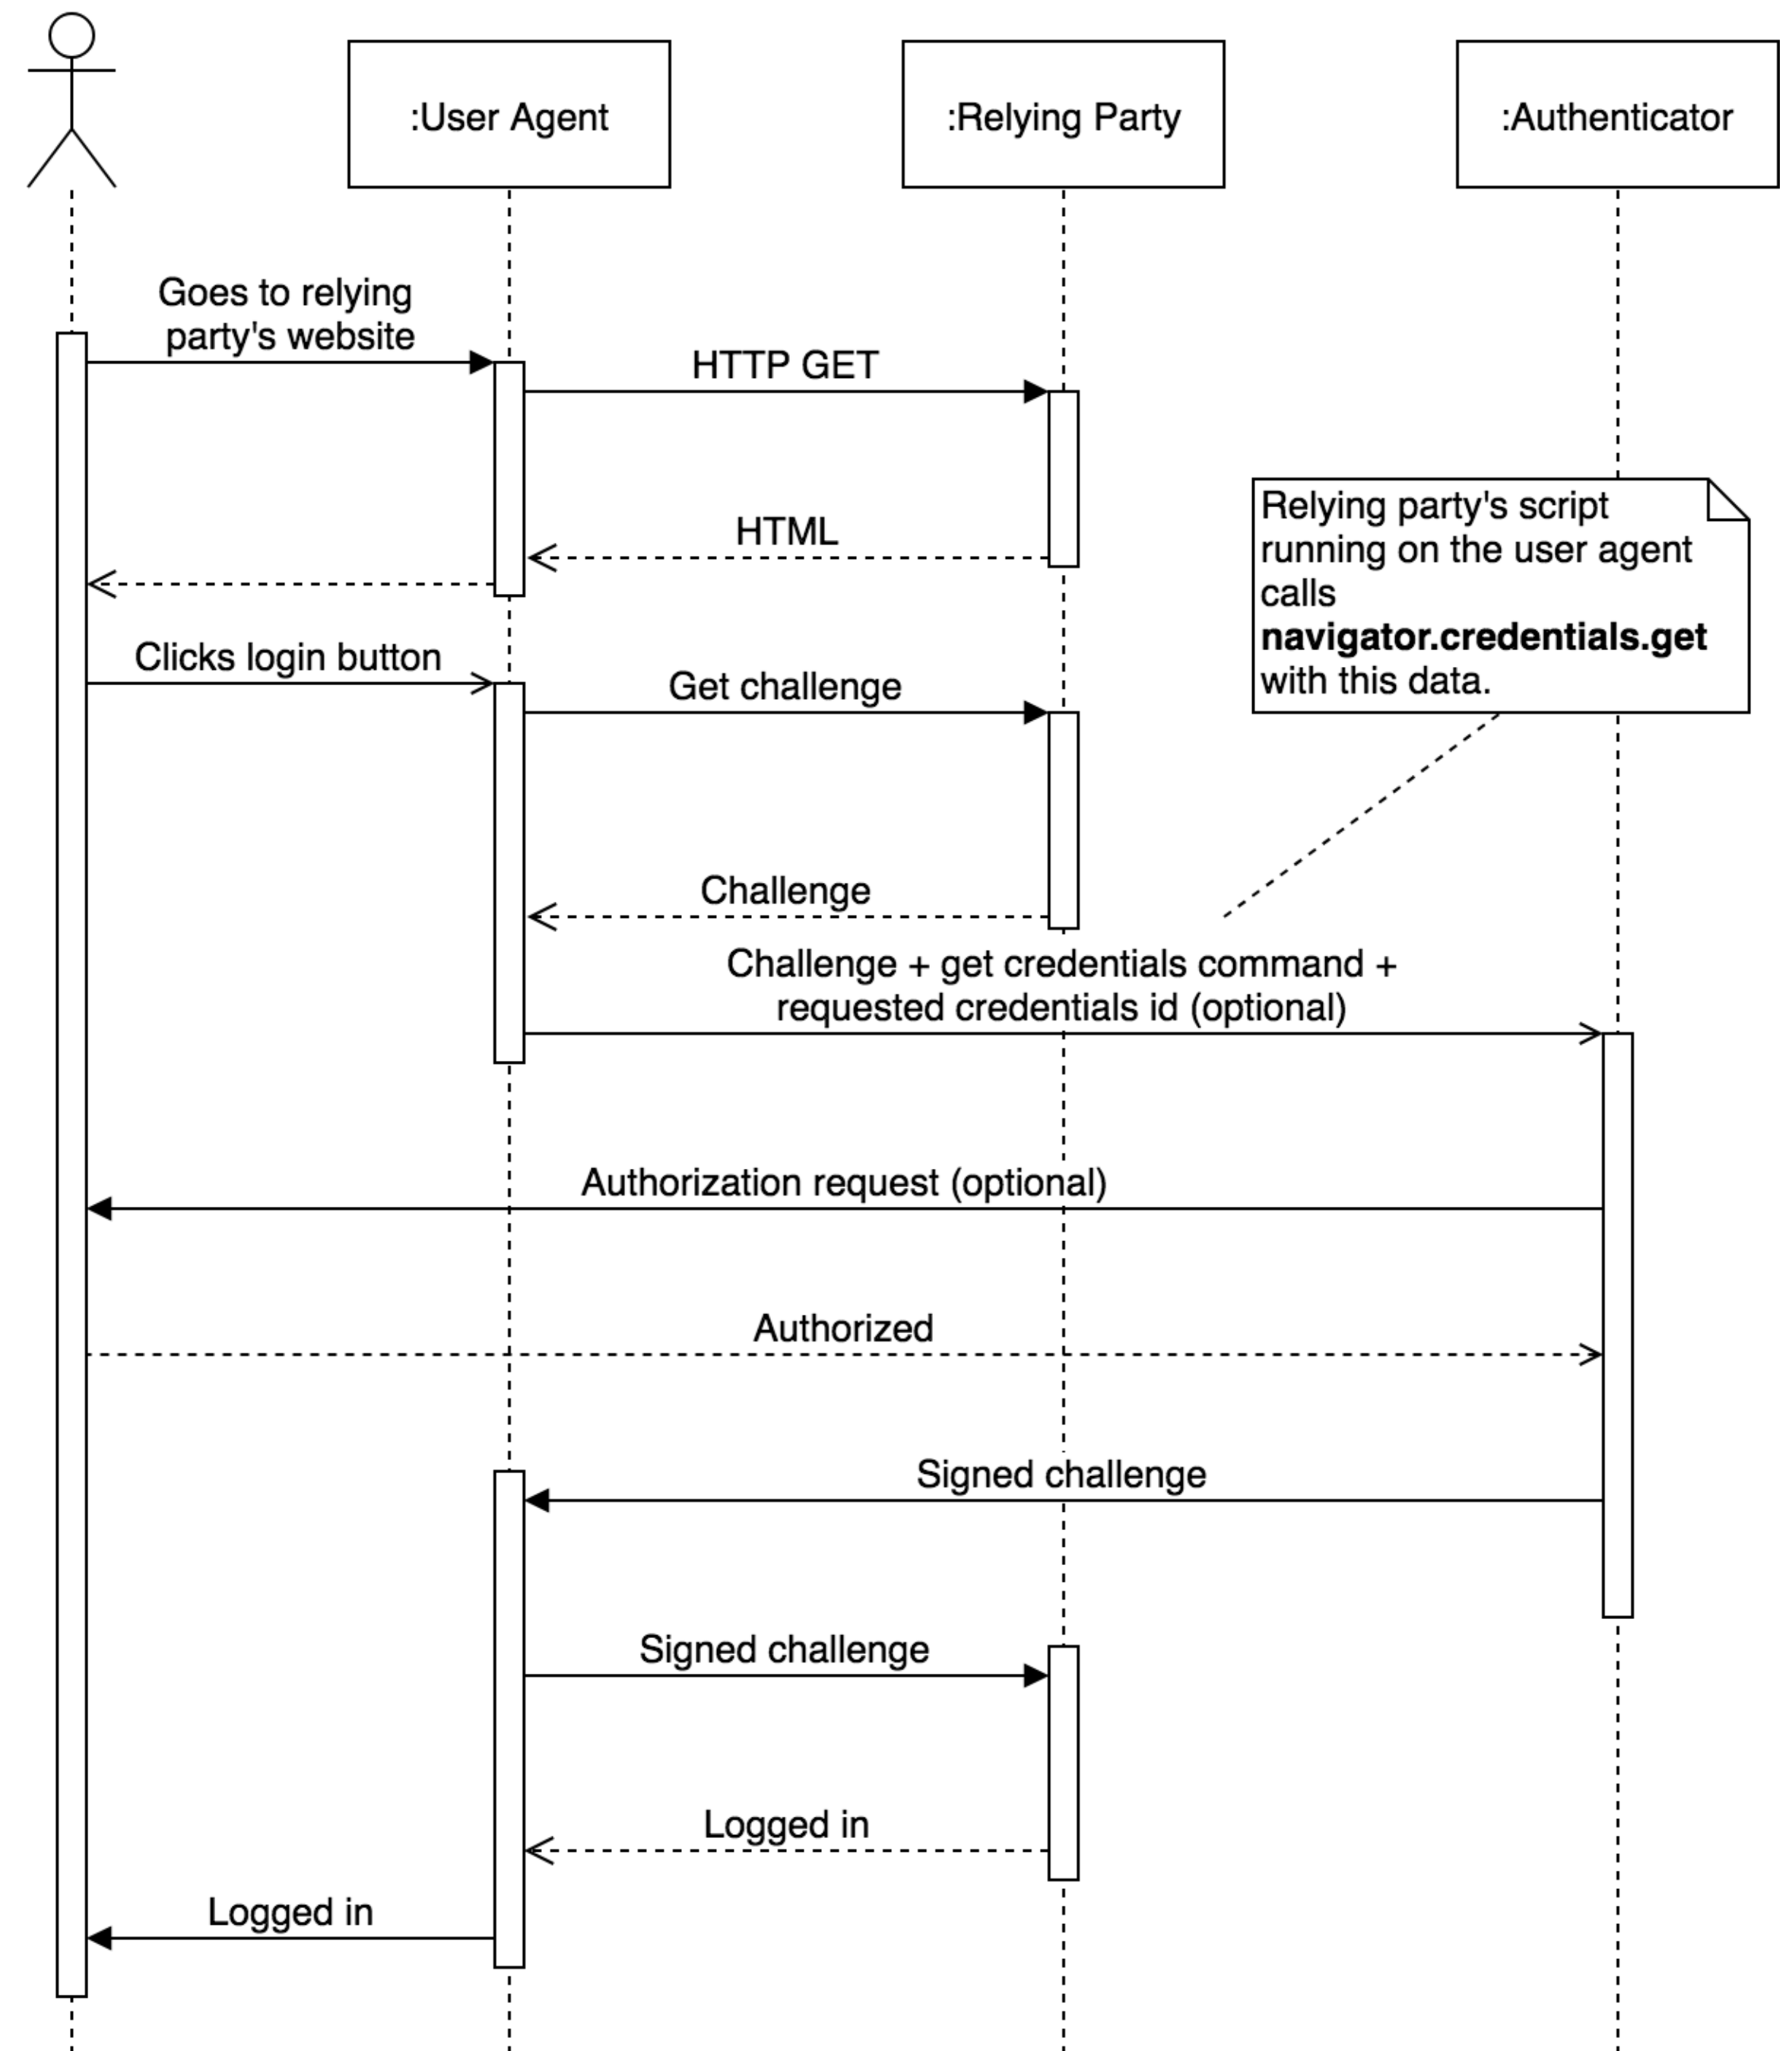 :User Agent
:Relying Party
:Authenticator
Goes to relying
party's website
HTTP GET
HTML
Relying party's script
running on the user agent
calls
navigator.credentials.get
with this data.
Clicks login button
Get challenge
Challenge
Challenge + get credentials command +
requested credentials id (optional)
Authorization request (optional)
Authorized
Signed challenge
Signed challenge
Logged in
Logged in